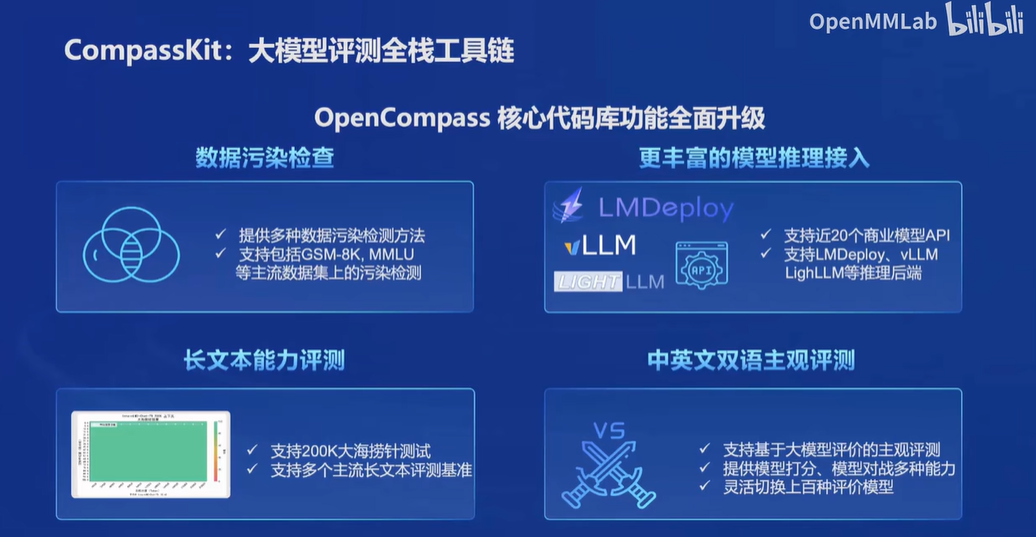 OpenMMLab bilibili
CompassKit：大模型评测全栈工具链
OpenCompass 核心代码库功能全面升级
数据污染检查
✓ 提供多种数据污染检测方法
✓ 支持包括GSM-8K, MMLU
等主流数据集上的污染检测
更丰富的模型推理接入
LMDeploy
vLLM
LIGHT LLM
API
✓ 支持近20个商业模型API
✓ 支持LMDeploy、vLLM
LighLLM等推理后端
长文本能力评测
✓ 支持200K大海捞针测试
✓ 支持多个主流长文本评测基准
中英文双语主观评测
VS
✓ 支持基于大模型评价的主观评测
✓ 提供模型打分、模型对战多种能力
✓ 灵活切换上百种评价模型